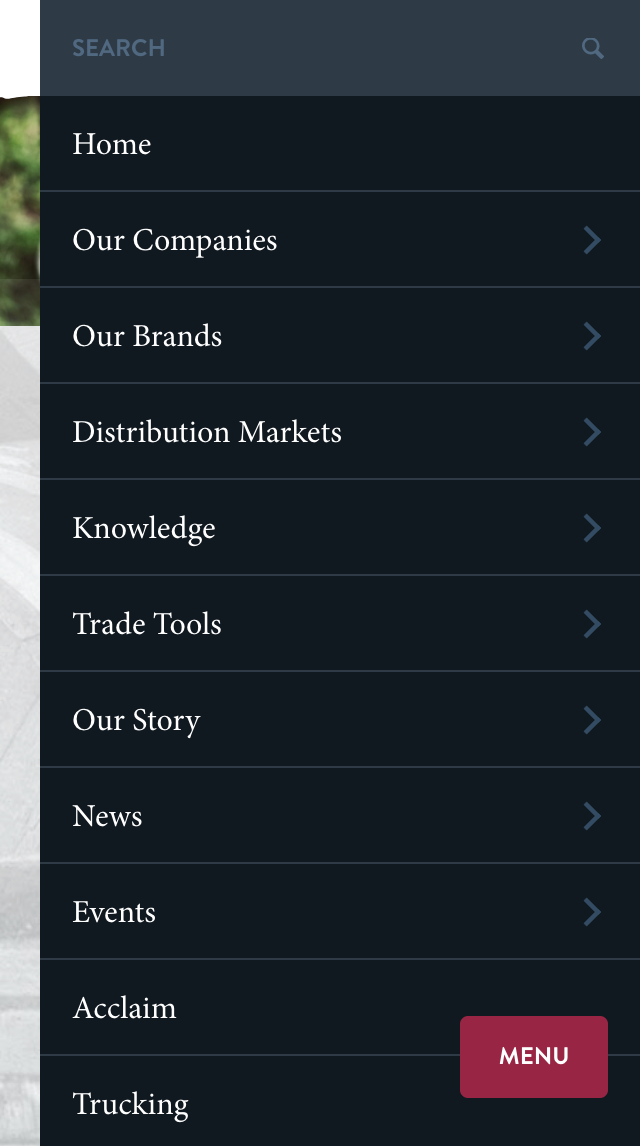 SEARCH
Home
Our Companies
Our Brands
Distribution Markets
Knowledge
Trade Tools
Our Story
News
Events
Acclaim
MENU
Trucking